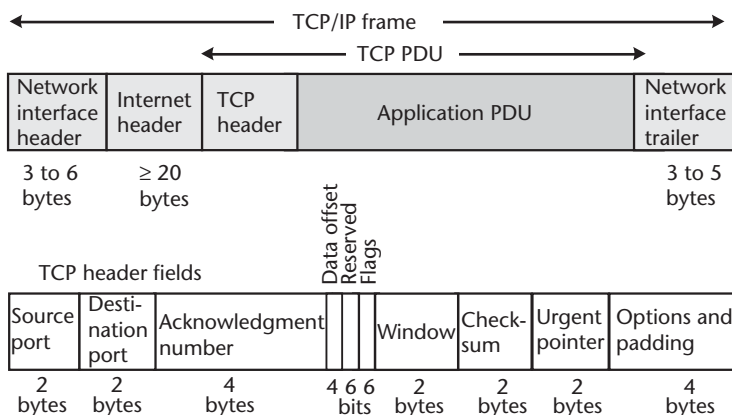 TCP/IP frame
TCP PDU
Network interface header
Internet header
TCP header
Application PDU
Network interface trailer
3 to 6 bytes
≥ 20 bytes
3 to 5 bytes
TCP header fields
Data offset
Reserved
Flags
Source port
Desti-nation port
Acknowledgment number
Window
Check-sum
Urgent pointer
Options and padding
2 bytes
2 bytes
4 bytes
4 6 6 bits
2 bytes
2 bytes
2 bytes
4 bytes